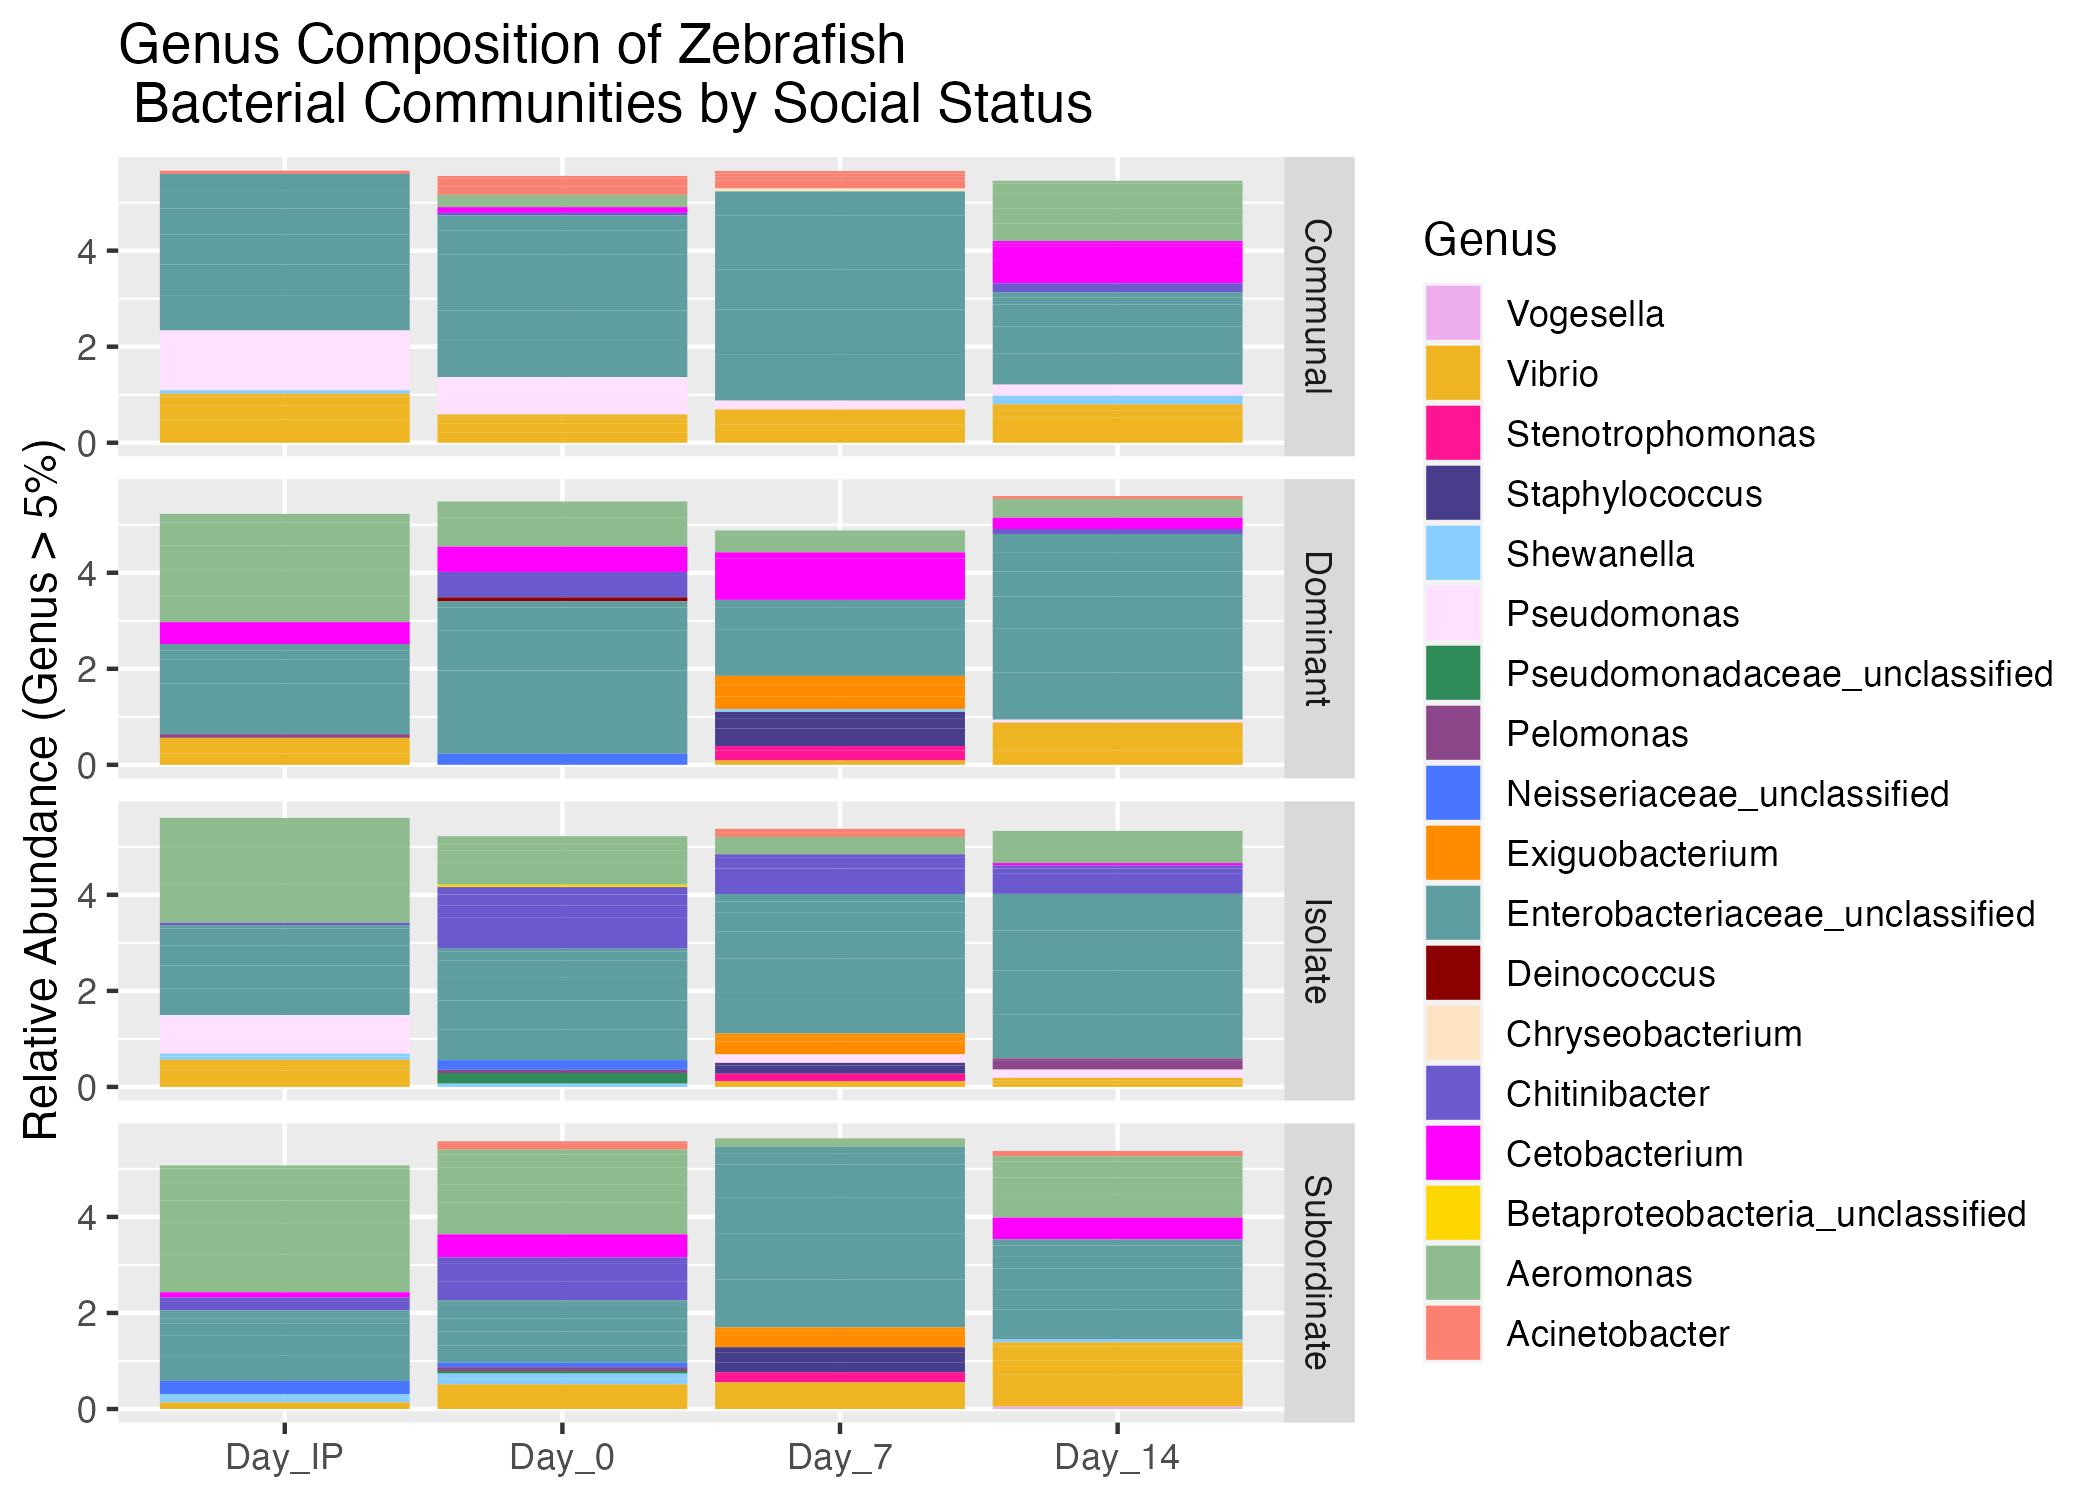 Genus Composition of Zebrafish
Bacterial Communities by Social Status
Relative Abundance (Genus > 5%)
4
2
0
Communal
4
2
0
Dominant
4
2
0
Isolate
4
2
0
Subordinate
Day_IP
Day_0
Day_7
Day_14
Genus
Vogesella
Vibrio
Stenotrophomonas
Staphylococcus
Shewanella
Pseudomonas
Pseudomonadaceae_unclassified
Pelomonas
Neisseriaceae_unclassified
Exiguobacterium
Enterobacteriaceae_unclassified
Deinococcus
Chryseobacterium
Chitinibacter
Cetobacterium
Betaproteobacteria_unclassified
Aeromonas
Acinetobacter